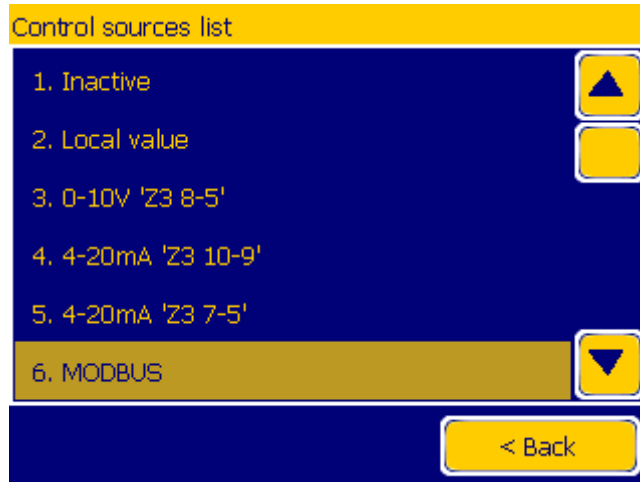 Control sources list
1. Inactive
2. Local value
3. 0-10V 'Z3 8-5'
4. 4-20mA 'Z3 10-9'
5. 4-20mA 'Z3 7-5'
6. MODBUS
< Back